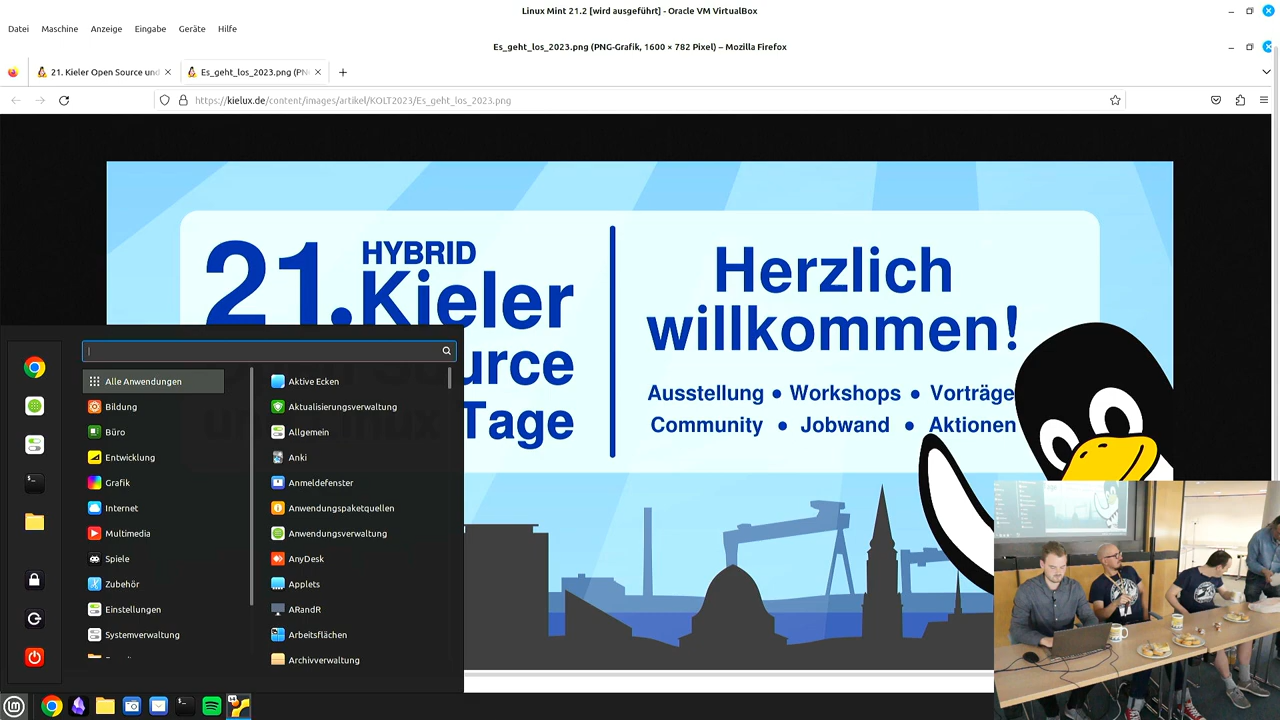 Linux Mint 21.2 [wird ausgeführt] - Oracle VM VirtualBox
Datei Maschine Anzeige Eingabe Geräte Hilfe
Es_geht_los_2023.png (PNG-Grafik, 1600 × 782 Pixel) – Mozilla Firefox
21. Kieler Open Source und
Es_geht_los_2023.png (PN
https://kielux.de/content/images/artikel/KOLT2023/Es_geht_los_2023.png
21. HYBRID
Kieler
urce
Tage
Herzlich
willkommen!
Ausstellung • Workshops • Vorträge
Community • Jobwand • Aktionen
Alle Anwendungen
Bildung
Büro
Entwicklung
Grafik
Internet
Multimedia
Spiele
Zubehör
Einstellungen
Systemverwaltung
Aktive Ecken
Aktualisierungsverwaltung
Allgemein
Anki
Anmeldefenster
Anwendungspaketquellen
Anwendungsverwaltung
AnyDesk
Applets
ARandR
Arbeitsflächen
Archivverwaltung